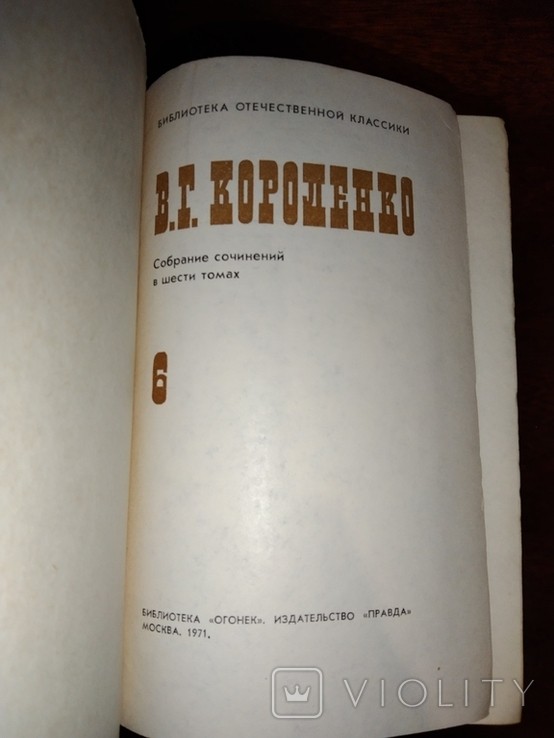 БИБЛИОТЕКА ОТЕЧЕСТВЕННОЙ КЛАССИКИ
В.Г. КОРОЛЕНКО
Собрание сочинений
в шести томах
6
БИБЛИОТЕКА «ОГОНЕК». ИЗДАТЕЛЬСТВО «ПРАВДА»
МОСКВА. 1971.
VIOLITY